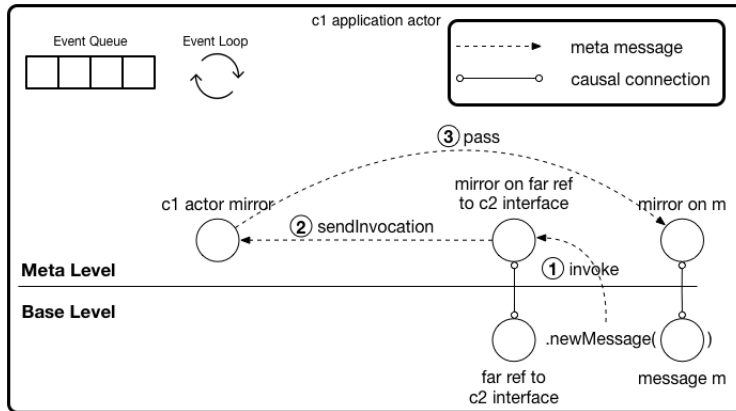 c1 application actor
Event Queue
Event Loop
meta message
causal connection
③ pass
c1 actor mirror
mirror on far ref
to c2 interface
mirror on m
② sendInvocation
① invoke
Meta Level
Base Level
.newMessage( )
far ref to
c2 interface
message m